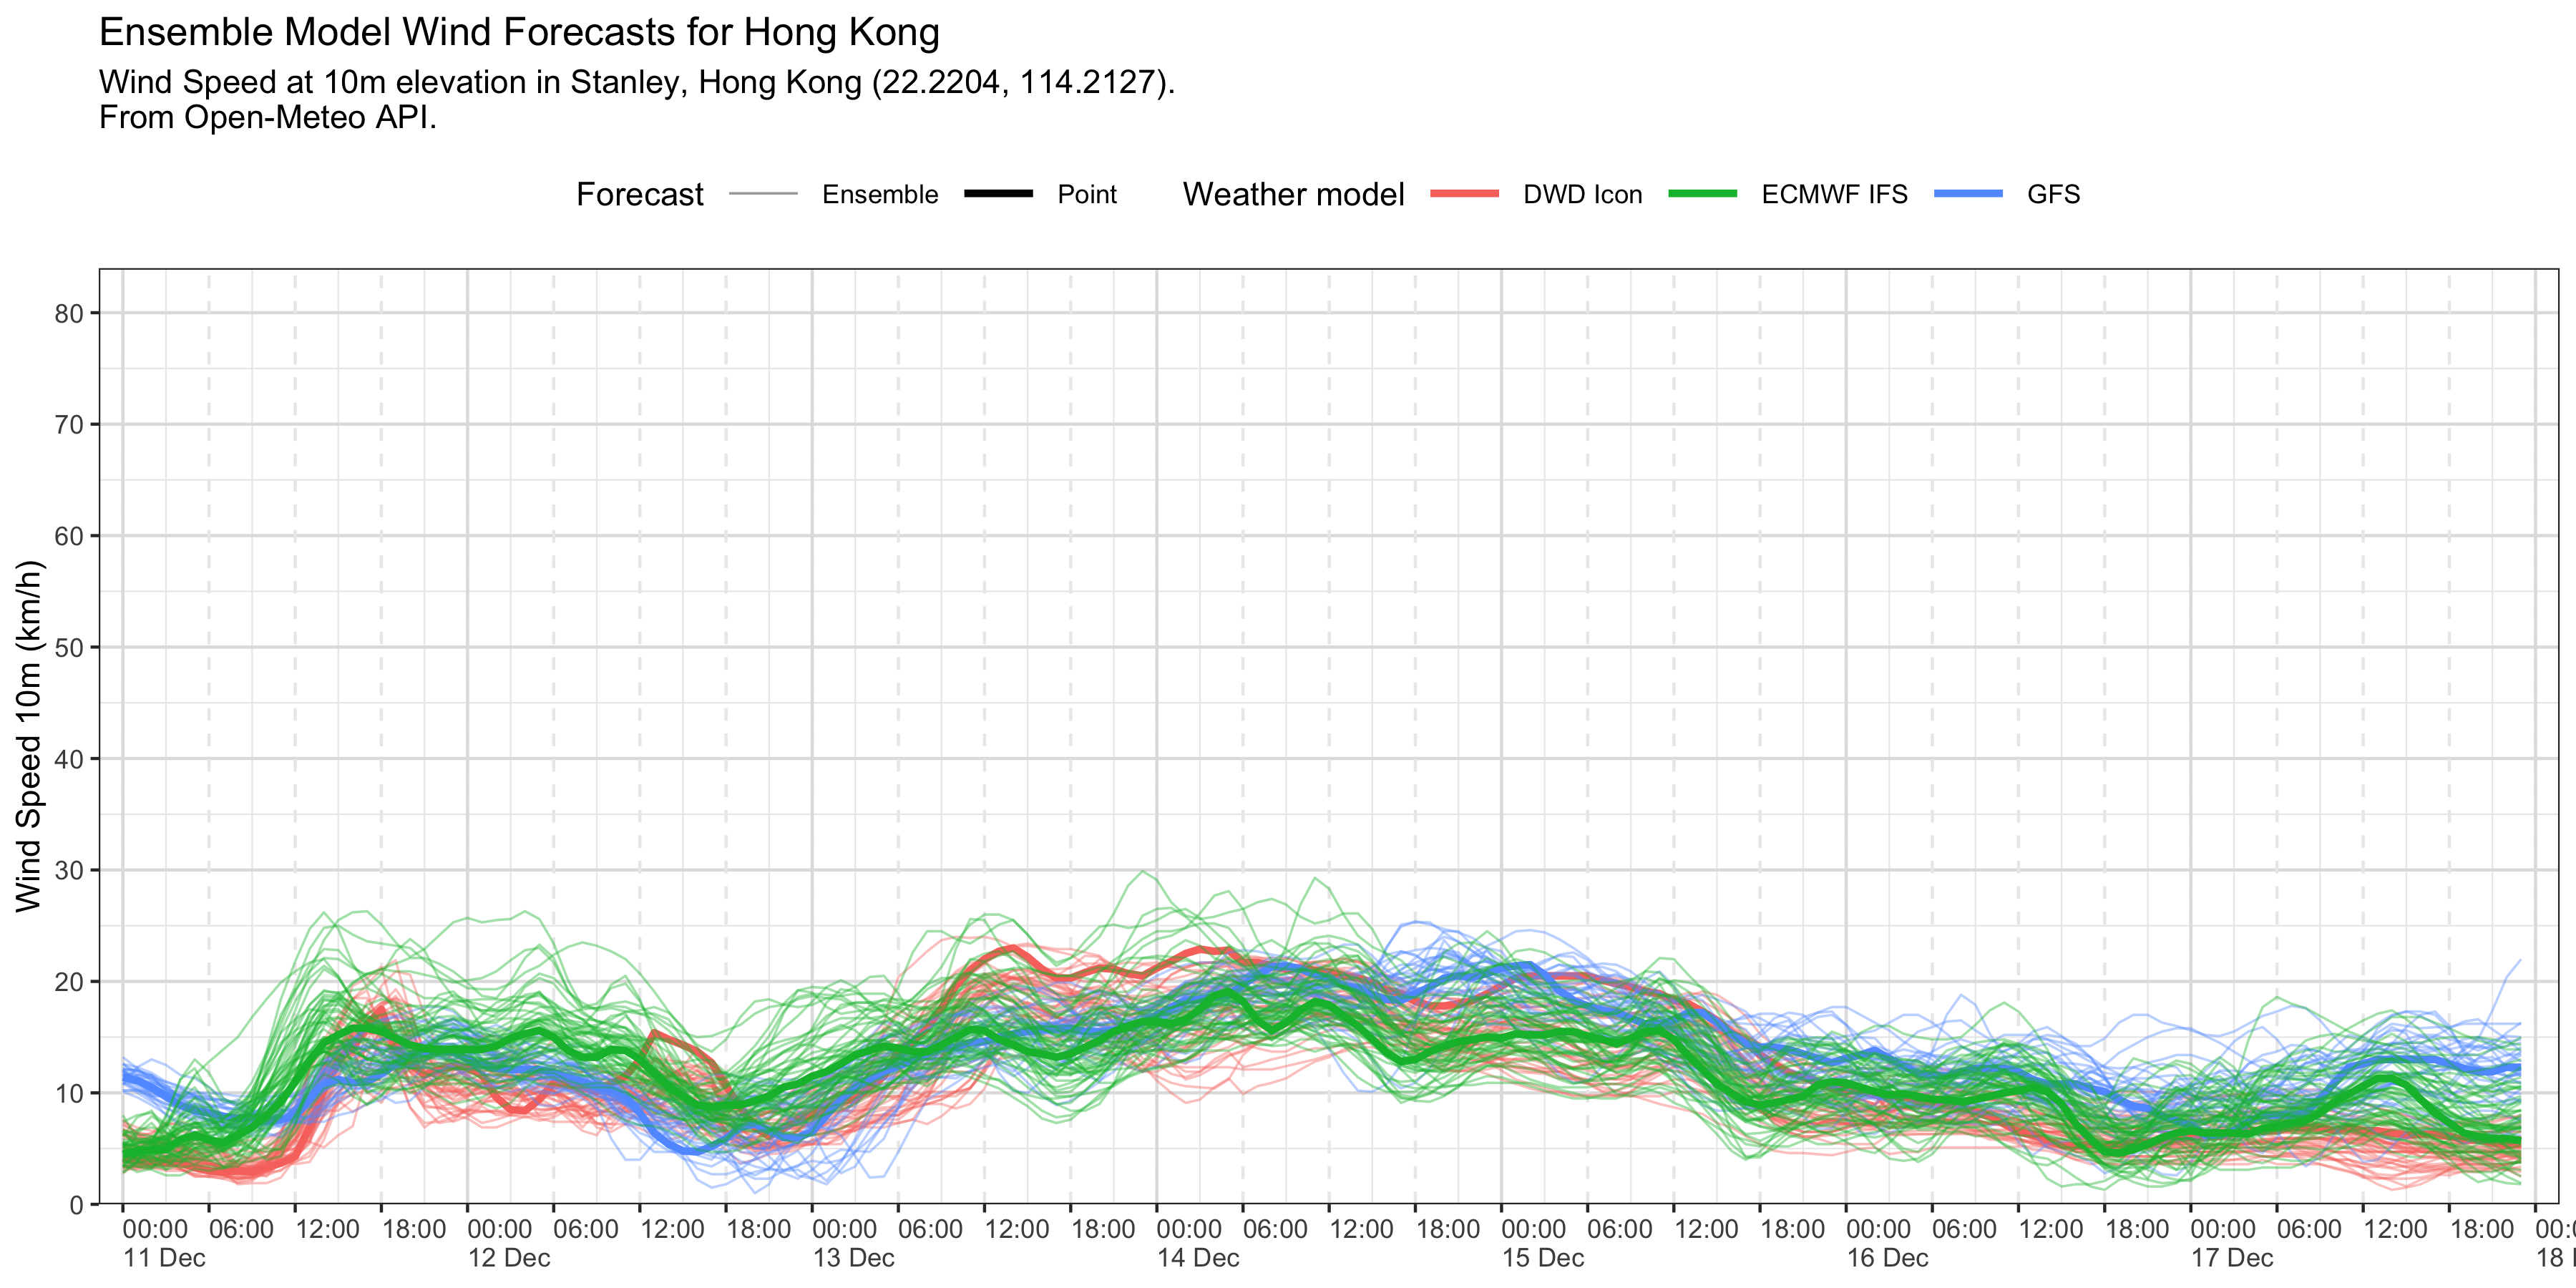 Ensemble Model Wind Forecasts for Hong Kong
Wind Speed at 10m elevation in Stanley, Hong Kong (22.2204, 114.2127).
From Open-Meteo API.
Forecast Ensemble Point Weather model DWD Icon ECMWF IFS GFS
Wind Speed 10m (km/h)
80
70
60
50
40
30
20
10
0
00:00 06:00 12:00 18:00 00:00 06:00 12:00 18:00 00:00 06:00 12:00 18:00 00:00 06:00 12:00 18:00 00:00 06:00 12:00 18:00 00:00 06:00 12:00 18:00 00:00 06:00 12:00 18:00
11 Dec 12 Dec 13 Dec 14 Dec 15 Dec 16 Dec 17 Dec 18